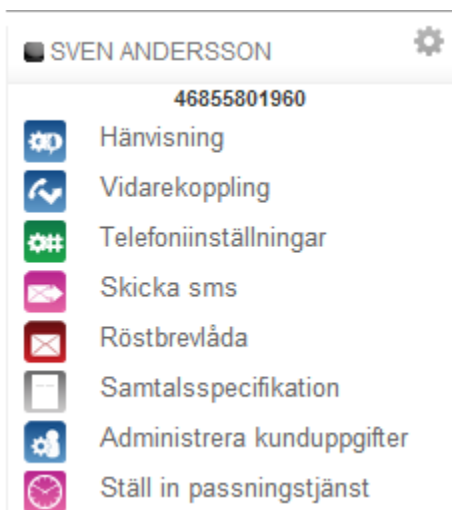 SVEN ANDERSSON
46855801960
Hänvisning
Vidarekoppling
Telefoniinställningar
Skicka sms
Röstbrevlåda
Samtalsspecifikation
Administrera kunduppgifter
Ställ in passningstjänst